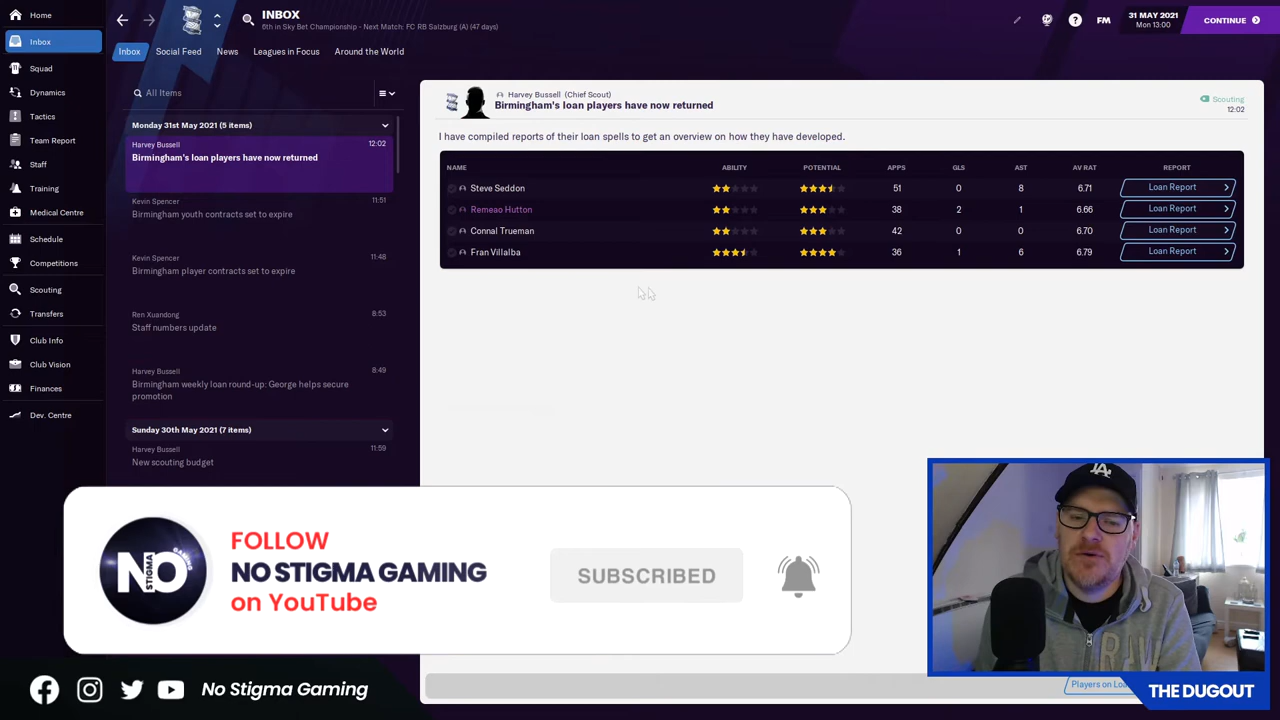 Home
Inbox
Squad
Dynamics
Tactics
Team Report
Staff
Training
Medical Centre
Schedule
Competitions
Scouting
Transfers
Club Info
Club Vision
Finances
Dev. Centre
INBOX
6th in Sky Bet Championship - Next Match: FC RB Salzburg (A) (47 days)
FM
31 MAY 2021
Mon 13:00
CONTINUE
Inbox Social Feed News Leagues in Focus Around the World
All Items
Monday 31st May 2021 (5 items)
Harvey Bussell 12:02
Birmingham's loan players have now returned
Kevin Spencer 11:51
Birmingham youth contracts set to expire
Kevin Spencer 11:48
Birmingham player contracts set to expire
Ren Xuandong 8:53
Staff numbers update
Harvey Bussell 8:49
Birmingham weekly loan round-up: George helps secure
promotion
Sunday 30th May 2021 (7 items)
Harvey Bussell 11:59
New scouting budget
Harvey Bussell (Chief Scout)
Birmingham's loan players have now returned
Scouting
12:02
I have compiled reports of their loan spells to get an overview on how they have developed.
NAME ABILITY POTENTIAL APPS GLS AST AV RAT REPORT
Steve Seddon 51 0 8 6.71 Loan Report
Remeao Hutton 38 2 1 6.66 Loan Report
Connal Trueman 42 0 0 6.70 Loan Report
Fran Villalba 36 1 6 6.79 Loan Report
NO STIGMA GAMING
FOLLOW
NO STIGMA GAMING
on YouTube
SUBSCRIBED
LA
Players on Loa
No Stigma Gaming
THE DUGOUT